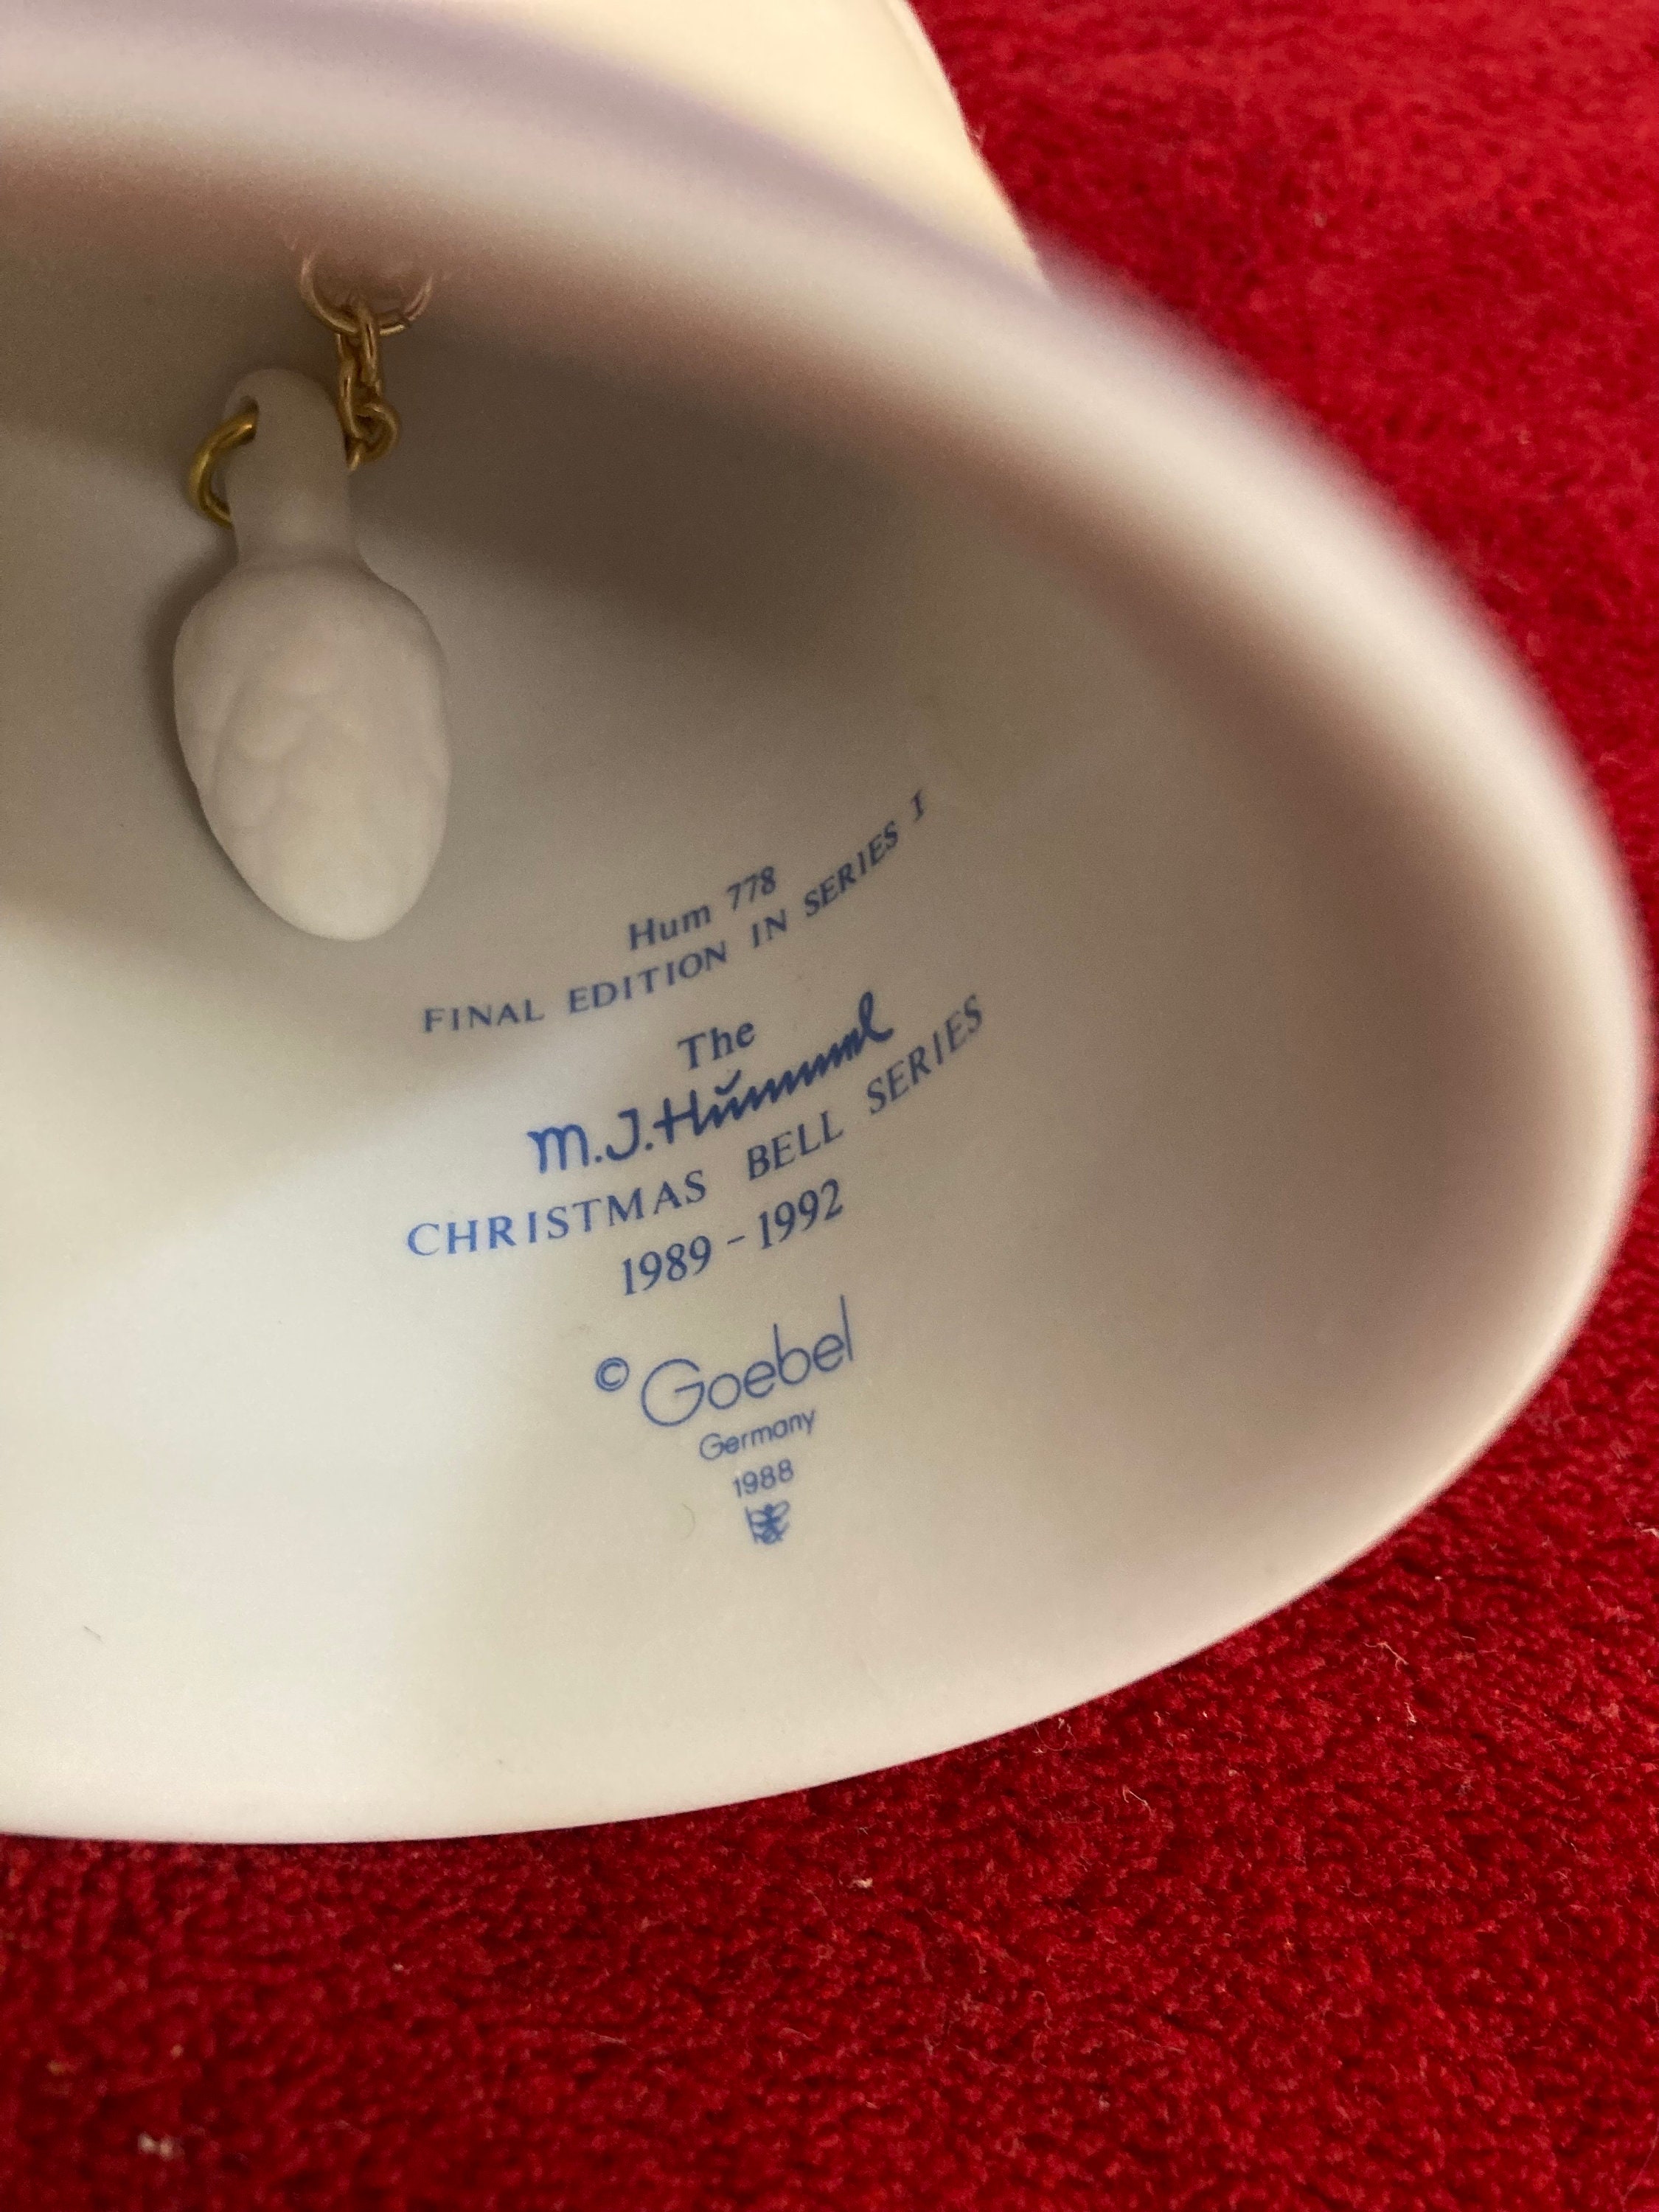 Hum 778
FINAL EDITION IN SERIES I
The
M.J.Hummel
CHRISTMAS BELL SERIES
1989 - 1992
© Goebel
Germany
1988